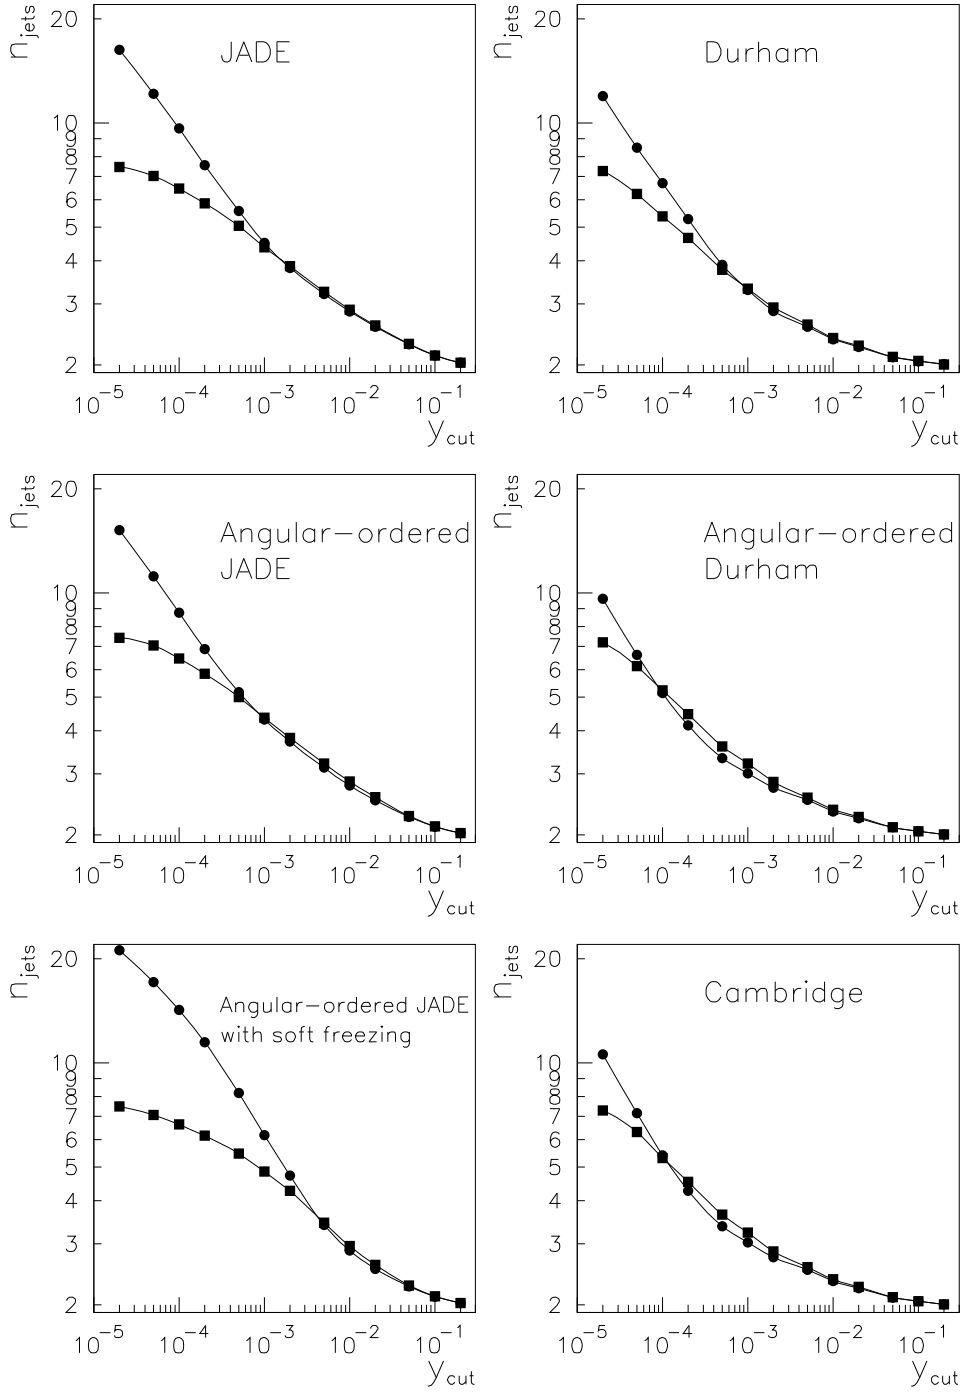 n_jets
20
JADE
10
9
8
7
6
5
4
3
2
10^-5 10^-4 10^-3 10^-2 10^-1
y_cut
n_jets
20
Durham
10
9
8
7
6
5
4
3
2
10^-5 10^-4 10^-3 10^-2 10^-1
y_cut
n_jets
20
Angular-ordered
JADE
10
9
8
7
6
5
4
3
2
10^-5 10^-4 10^-3 10^-2 10^-1
y_cut
n_jets
20
Angular-ordered
Durham
10
9
8
7
6
5
4
3
2
10^-5 10^-4 10^-3 10^-2 10^-1
y_cut
n_jets
20
Angular-ordered JADE
with soft freezing
10
9
8
7
6
5
4
3
2
10^-5 10^-4 10^-3 10^-2 10^-1
y_cut
n_jets
20
Cambridge
10
9
8
7
6
5
4
3
2
10^-5 10^-4 10^-3 10^-2 10^-1
y_cut